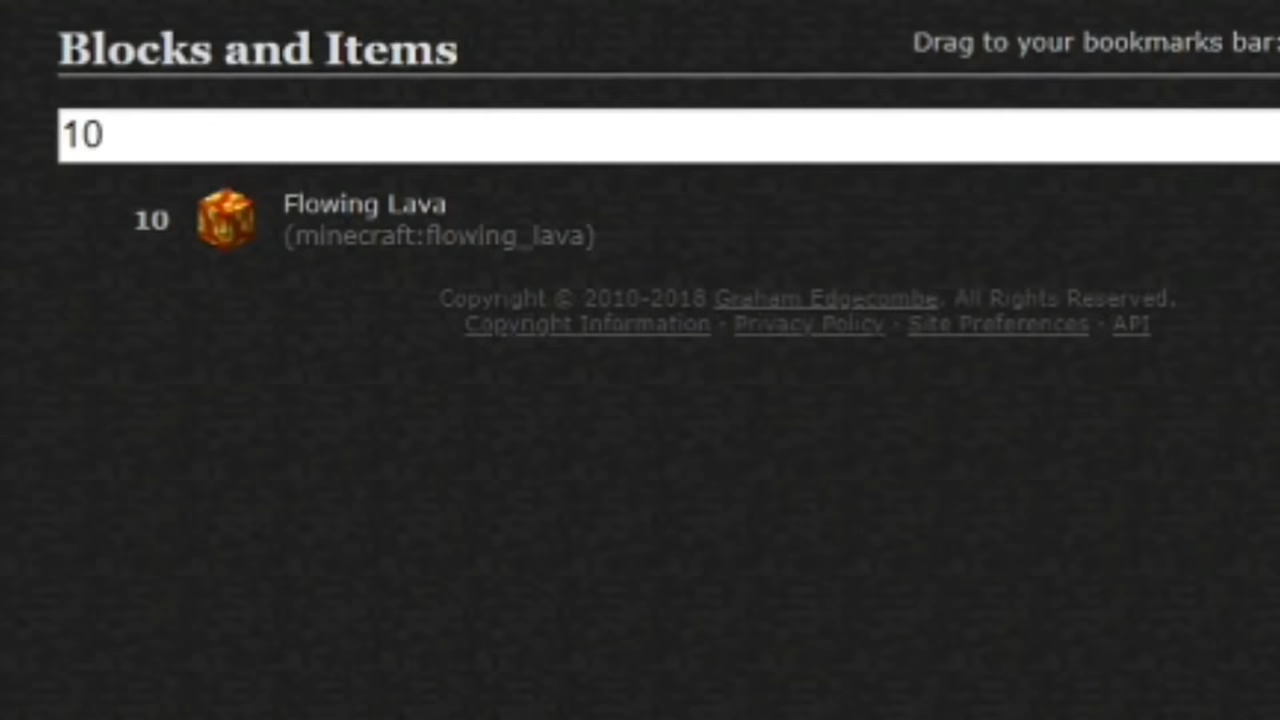 Blocks and Items
Drag to your bookmarks bar:
10
10
Flowing Lava
(minecraft:flowing_lava)
Copyright © 2010-2018 Graham Edgecombe. All Rights Reserved.
Copyright Information · Privacy Policy · Site Preferences · API